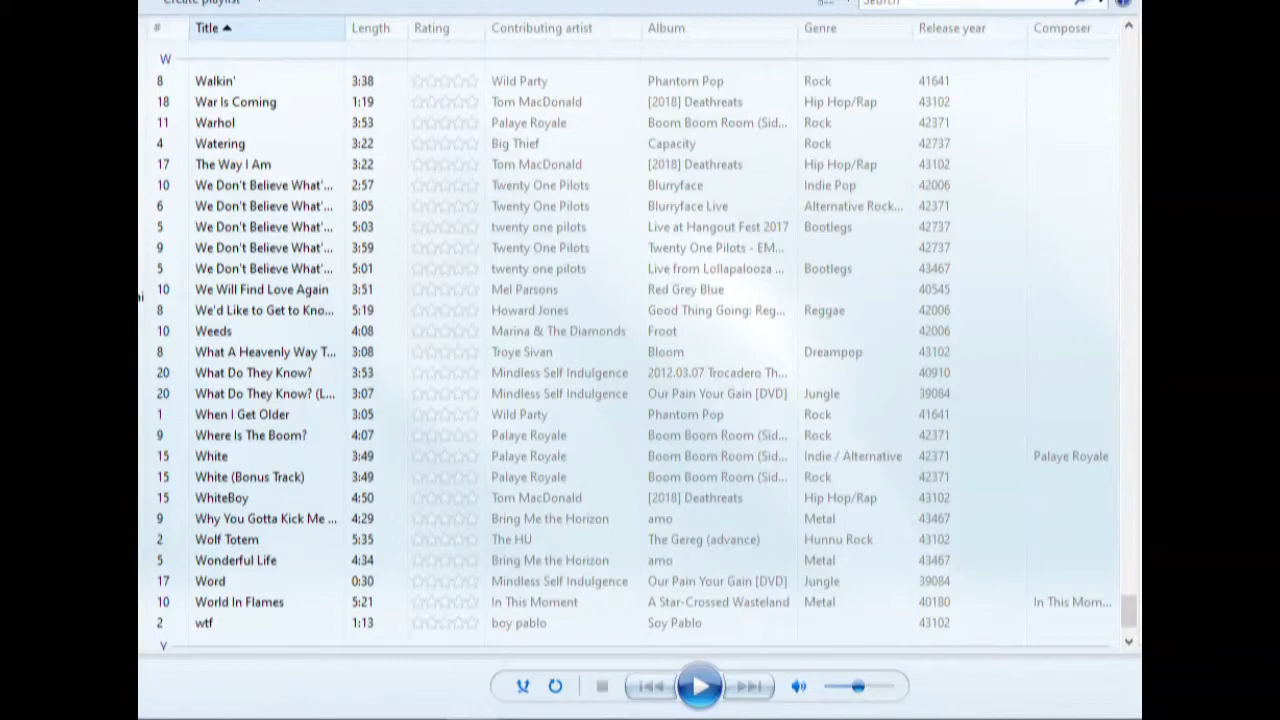 Create playlist Search
# Title Length Rating Contributing artist Album Genre Release year Composer
W
8 Walkin' 3:38 Wild Party Phantom Pop Rock 41641
18 War Is Coming 1:19 Tom MacDonald [2018] Deathreats Hip Hop/Rap 43102
11 Warhol 3:53 Palaye Royale Boom Boom Room (Sid... Rock 42371
4 Watering 3:22 Big Thief Capacity Rock 42737
17 The Way I Am 3:22 Tom MacDonald [2018] Deathreats Hip Hop/Rap 43102
10 We Don't Believe What'... 2:57 Twenty One Pilots Blurryface Indie Pop 42006
6 We Don't Believe What'... 3:05 Twenty One Pilots Blurryface Live Alternative Rock... 42371
5 We Don't Believe What'... 5:03 twenty one pilots Live at Hangout Fest 2017 Bootlegs 42737
9 We Don't Believe What'... 3:59 Twenty One Pilots Twenty One Pilots - EM... 42737
5 We Don't Believe What'... 5:01 twenty one pilots Live from Lollapalooza ... Bootlegs 43467
10 We Will Find Love Again 3:51 Mel Parsons Red Grey Blue 40545
8 We'd Like to Get to Kno... 5:19 Howard Jones Good Thing Going: Reg... Reggae 42006
10 Weeds 4:08 Marina & The Diamonds Froot 42006
8 What A Heavenly Way T... 3:08 Troye Sivan Bloom Dreampop 43102
20 What Do They Know? 3:53 Mindless Self Indulgence 2012.03.07 Trocadero Th... 40910
20 What Do They Know? (L... 3:07 Mindless Self Indulgence Our Pain Your Gain [DVD] Jungle 39084
1 When I Get Older 3:05 Wild Party Phantom Pop Rock 41641
9 Where Is The Boom? 4:07 Palaye Royale Boom Boom Room (Sid... Rock 42371
15 White 3:49 Palaye Royale Boom Boom Room (Sid... Indie / Alternative 42371 Palaye Royale
15 White (Bonus Track) 3:49 Palaye Royale Boom Boom Room (Sid... Rock 42371
15 WhiteBoy 4:50 Tom MacDonald [2018] Deathreats Hip Hop/Rap 43102
9 Why You Gotta Kick Me ... 4:29 Bring Me the Horizon amo Metal 43467
2 Wolf Totem 5:35 The HU The Gereg (advance) Hunnu Rock 43102
5 Wonderful Life 4:34 Bring Me the Horizon amo Metal 43467
17 Word 0:30 Mindless Self Indulgence Our Pain Your Gain [DVD] Jungle 39084
10 World In Flames 5:21 In This Moment A Star-Crossed Wasteland Metal 40180 In This Mom...
2 wtf 1:13 boy pablo Soy Pablo 43102
Y